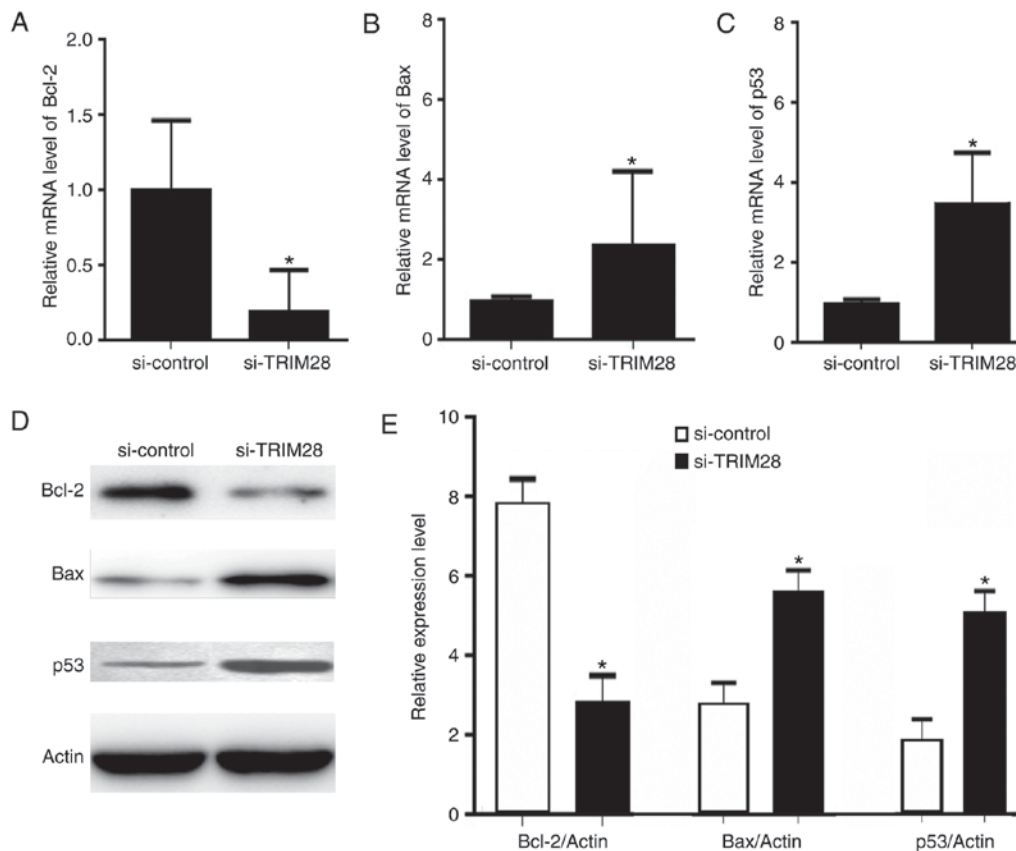 A
Relative mRNA level of Bcl-2
2.0
1.5
1.0
0.5
0.0
*
si-control si-TRIM28
B
Relative mRNA level of Bax
8
6
4
2
0
*
si-control si-TRIM28
C
Relative mRNA level of p53
8
6
4
2
0
*
si-control si-TRIM28
D
si-control si-TRIM28
Bcl-2
Bax
p53
Actin
E
Relative expression level
10
8
6
4
2
0
si-control
si-TRIM28
*
*
*
Bcl-2/Actin Bax/Actin p53/Actin